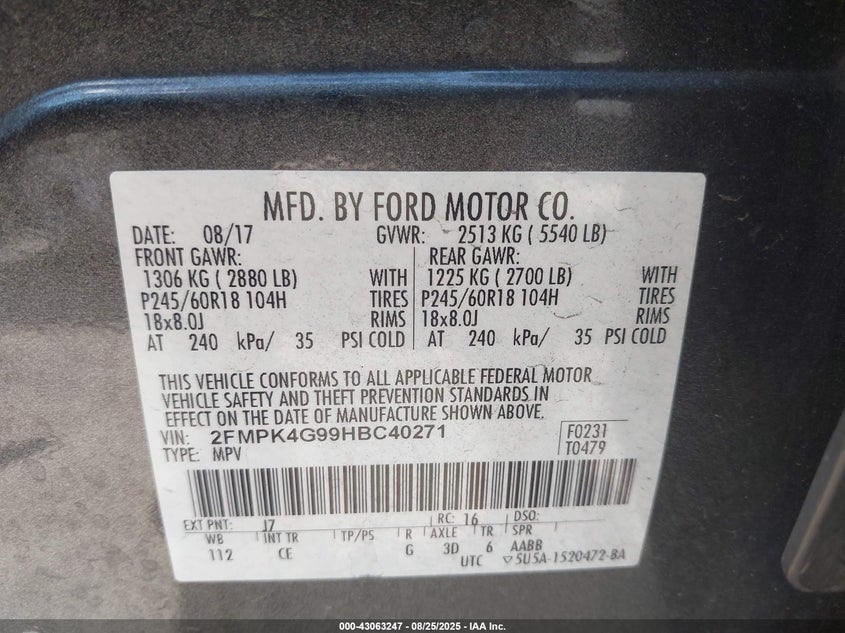 MFD. BY FORD MOTOR CO.
DATE: 08/17 GVWR: 2513 KG ( 5540 LB)
FRONT GAWR: REAR GAWR:
1306 KG ( 2880 LB) WITH 1225 KG ( 2700 LB) WITH
P245/60R18 104H TIRES P245/60R18 104H TIRES
18x8.0J RIMS 18x8.0J RIMS
AT 240 kPa/ 35 PSI COLD AT 240 kPa/ 35 PSI COLD
THIS VEHICLE CONFORMS TO ALL APPLICABLE FEDERAL MOTOR
VEHICLE SAFETY AND THEFT PREVENTION STANDARDS IN
EFFECT ON THE DATE OF MANUFACTURE SHOWN ABOVE.
VIN: 2FMPK4G99HBC40271 F0231
TYPE: MPV T0479
EXT PNT: J7 RC: 16 DSO:
WB INT TR TP/PS R AXLE TR SPR
112 CE G 3D 6 AABB
UTC ▽5U5A-1520472-BA
000-43063247 - 08/25/2025 - IAA Inc.